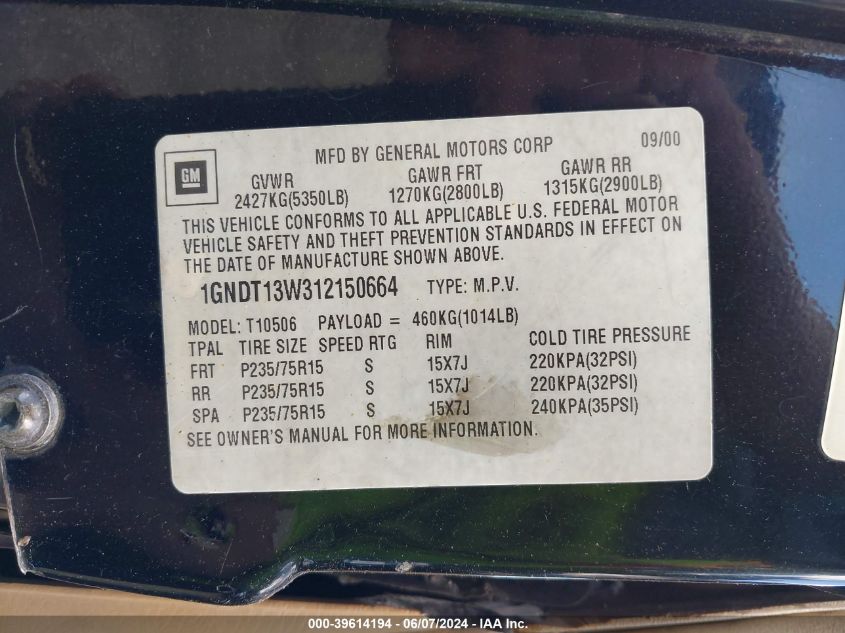 MFD BY GENERAL MOTORS CORP 09/00
GM
GVWR GAWR FRT GAWR RR
2427KG(5350LB) 1270KG(2800LB) 1315KG(2900LB)
THIS VEHICLE CONFORMS TO ALL APPLICABLE U.S. FEDERAL MOTOR
VEHICLE SAFETY AND THEFT PREVENTION STANDARDS IN EFFECT ON
THE DATE OF MANUFACTURE SHOWN ABOVE.
1GNDT13W312150664 TYPE: M.P.V.
MODEL: T10506 PAYLOAD = 460KG(1014LB)
TPAL TIRE SIZE SPEED RTG RIM COLD TIRE PRESSURE
FRT P235/75R15 S 15X7J 220KPA(32PSI)
RR P235/75R15 S 15X7J 220KPA(32PSI)
SPA P235/75R15 S 15X7J 240KPA(35PSI)
SEE OWNER'S MANUAL FOR MORE INFORMATION.
000-39614194 - 06/07/2024 - IAA Inc.